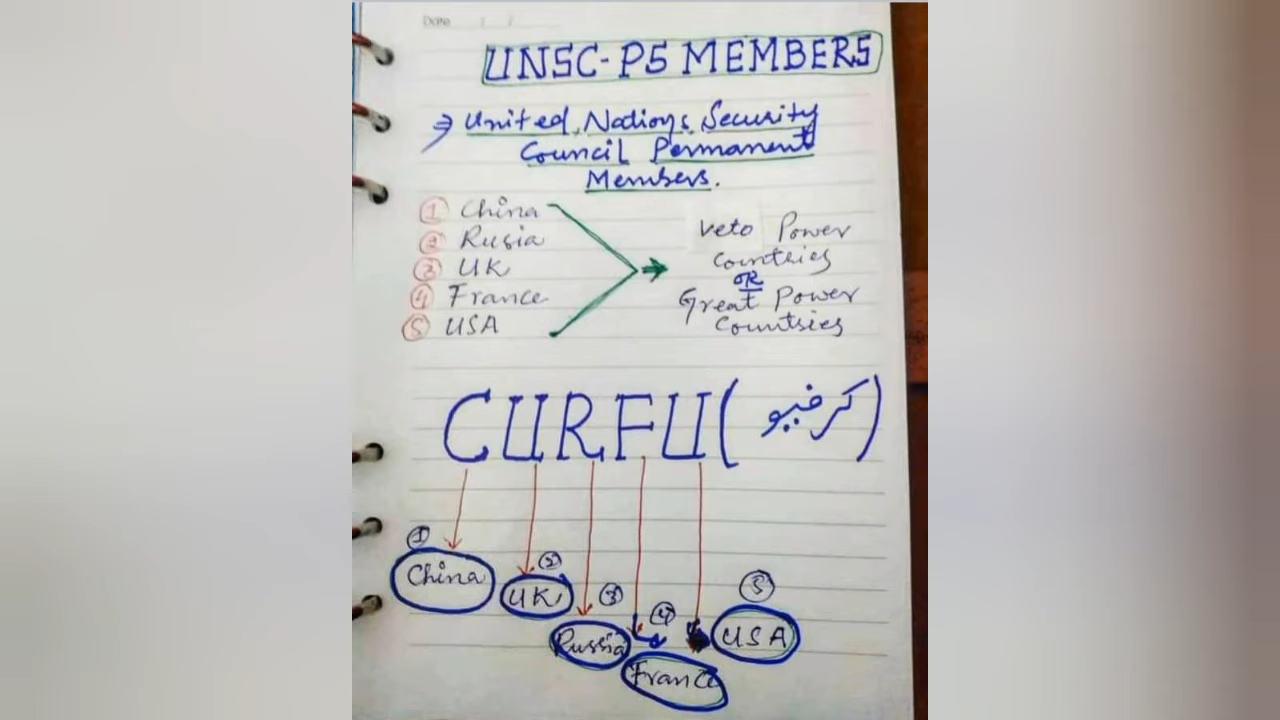 Date / /
UNSC-P5 MEMBERS
⇒ United Nations Security
Council Permanent
Members.
① China
② Rusia
③ UK
④ France
⑤ USA
→ Veto Power
Countries
OR
Great Power
Countries
CURFU (کرفیو)
① China
② UK
③ Russia
④ France
⑤ USA